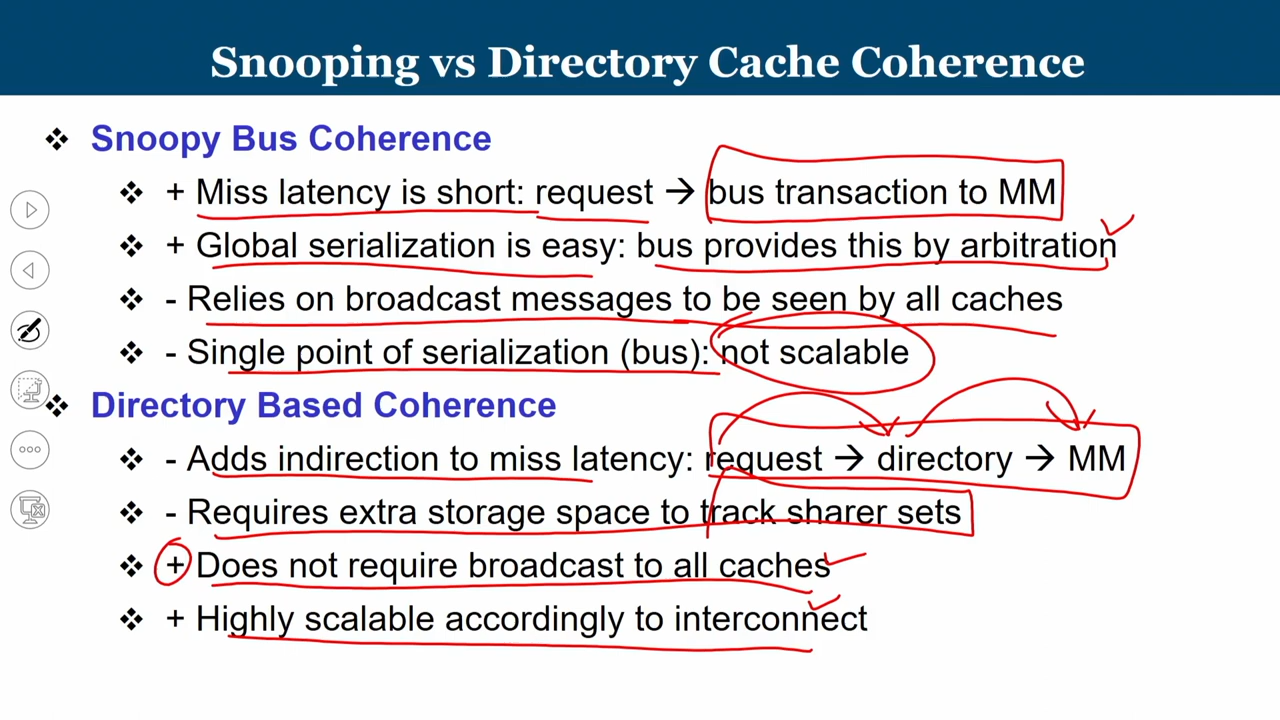 Snooping vs Directory Cache Coherence
❖ Snoopy Bus Coherence
❖ + Miss latency is short: request → bus transaction to MM
❖ + Global serialization is easy: bus provides this by arbitration
❖ - Relies on broadcast messages to be seen by all caches
❖ - Single point of serialization (bus): not scalable
❖ Directory Based Coherence
❖ - Adds indirection to miss latency: request → directory → MM
❖ - Requires extra storage space to track sharer sets
❖ + Does not require broadcast to all caches
❖ + Highly scalable accordingly to interconnect